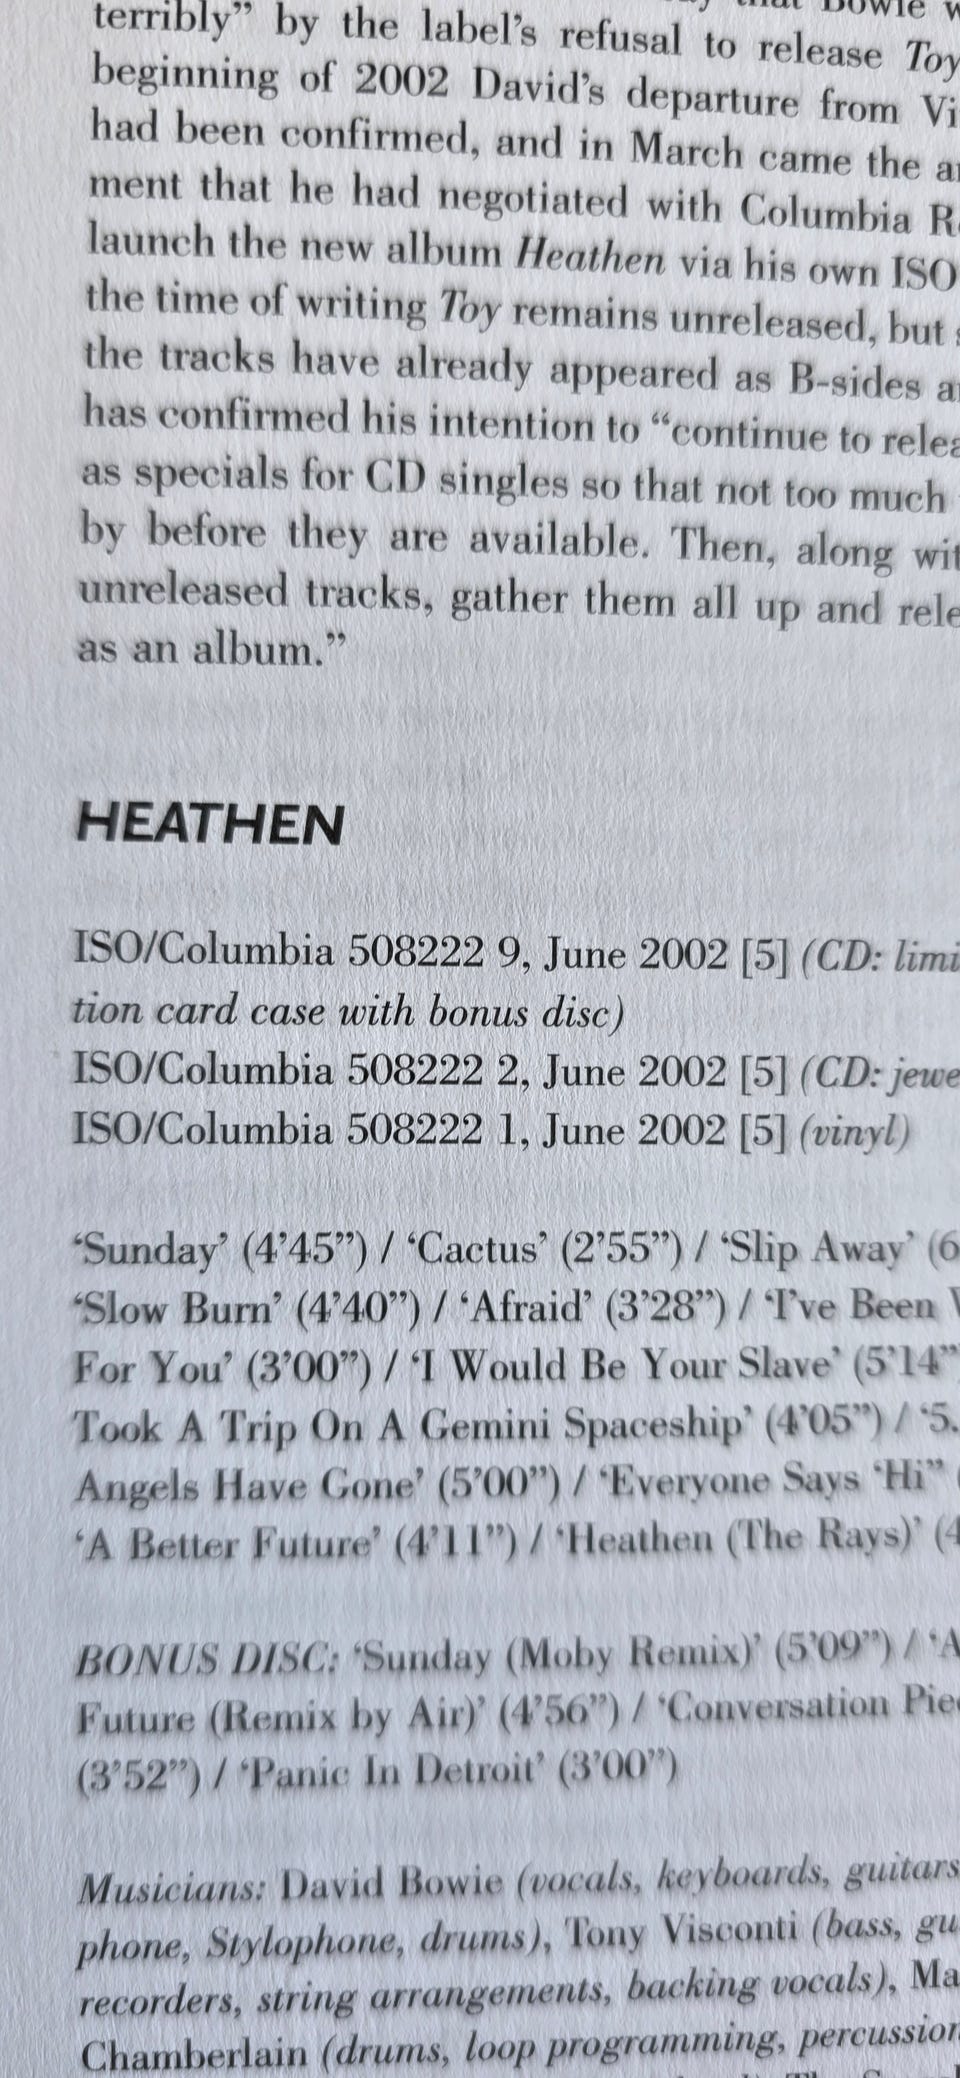 terribly” by the label’s refusal to release Toy
beginning of 2002 David’s departure from Vi
had been confirmed, and in March came the a
ment that he had negotiated with Columbia R
launch the new album Heathen via his own ISO
the time of writing Toy remains unreleased, but s
the tracks have already appeared as B-sides a
has confirmed his intention to “continue to relea
as specials for CD singles so that not too much
by before they are available. Then, along wit
unreleased tracks, gather them all up and rele
as an album.”
HEATHEN
ISO/Columbia 508222 9, June 2002 [5] (CD: limi
tion card case with bonus disc)
ISO/Columbia 508222 2, June 2002 [5] (CD: jewe
ISO/Columbia 508222 1, June 2002 [5] (vinyl)
‘Sunday’ (4’45”) / ‘Cactus’ (2’55”) / ‘Slip Away’ (6
‘Slow Burn’ (4’40”) / ‘Afraid’ (3’28”) / ‘I’ve Been
For You’ (3’00”) / ‘I Would Be Your Slave’ (5’14”)
Took A Trip On A Gemini Spaceship’ (4’05”) / ‘5.
Angels Have Gone’ (5’00”) / ‘Everyone Says ‘Hi’’ (
‘A Better Future’ (4’11”) / ‘Heathen (The Rays)’ (4
BONUS DISC: ‘Sunday (Moby Remix)’ (5’09”) / ‘A
Future (Remix by Air)’ (4’56”) / ‘Conversation Pie
(3’52”) / ‘Panic In Detroit’ (3’00”)
Musicians: David Bowie (vocals, keyboards, guitars
phone, Stylophone, drums), Tony Visconti (bass, gu
recorders, string arrangements, backing vocals), Ma
Chamberlain (drums, loop programming, percussion